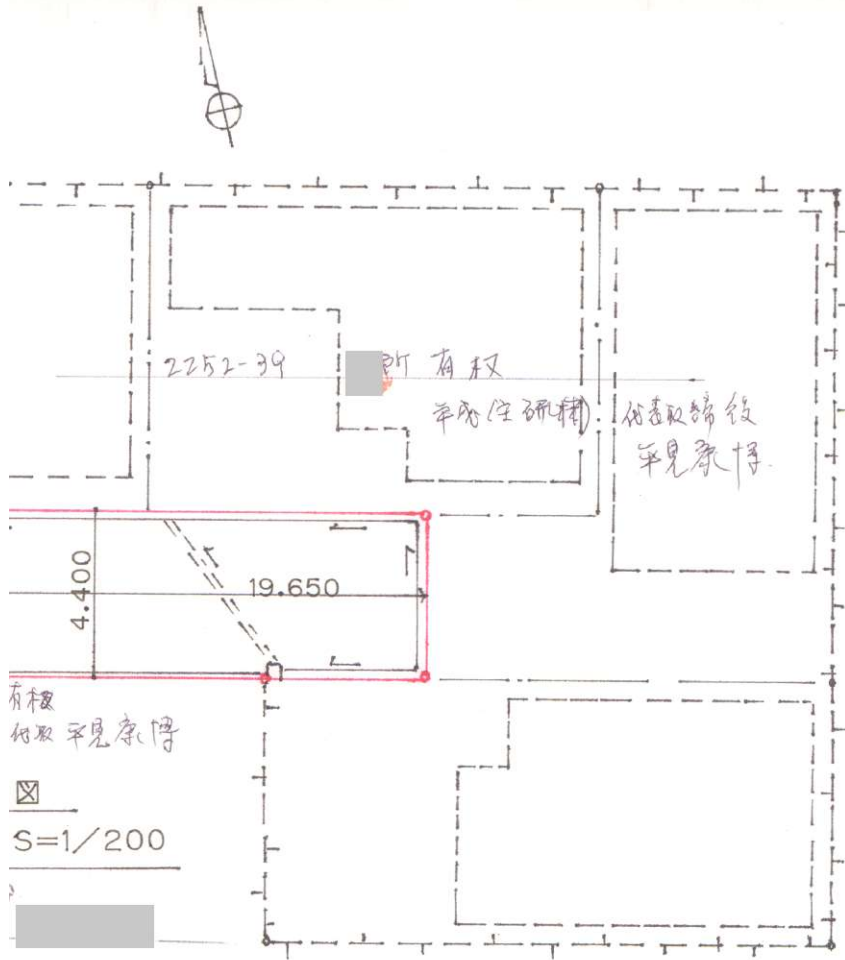 2252-39 所有权
平成住研(株) 代表取締役
平見康博
4.400
19.650
有权
代取 平見康博
図
S=1/200